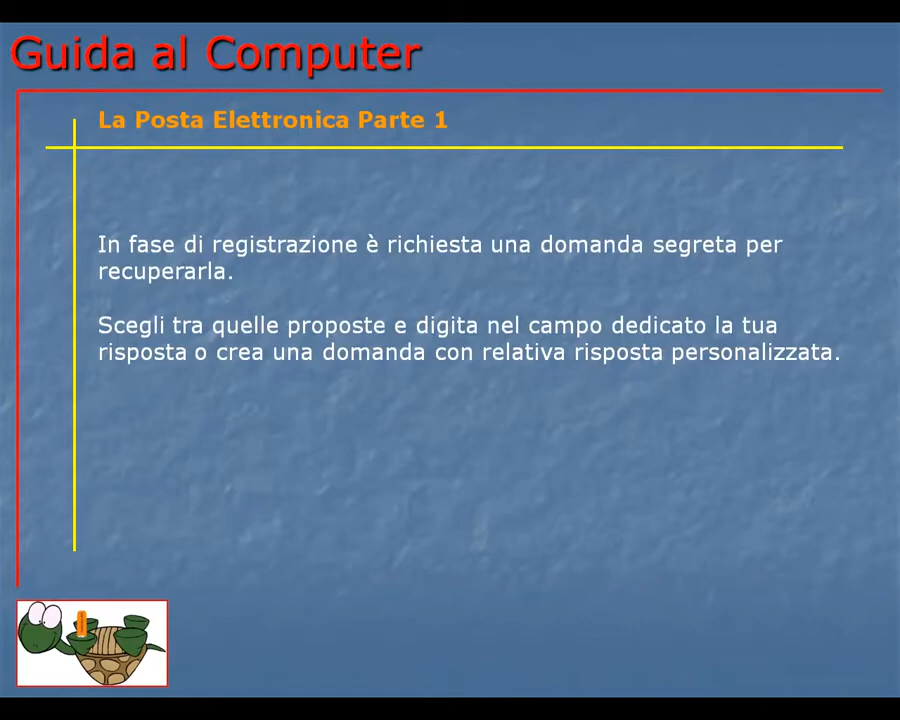 Guida al Computer
La Posta Elettronica Parte 1
In fase di registrazione è richiesta una domanda segreta per
recuperarla.
Scegli tra quelle proposte e digita nel campo dedicato la tua
risposta o crea una domanda con relativa risposta personalizzata.